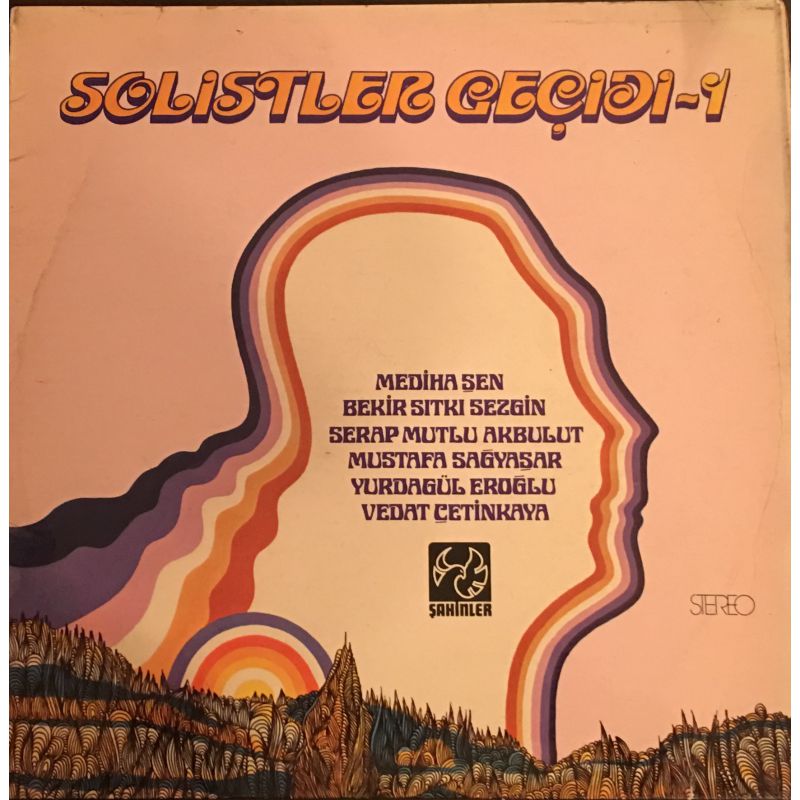 SOLİSTLER GEÇİDİ-1
MEDİHA ŞEN
BEKİR SITKI SEZGİN
SERAP MUTLU AKBULUT
MUSTAFA SAĞYAŞAR
YURDAGÜL EROĞLU
VEDAT ÇETİNKAYA
ŞAHİNLER
STEREO